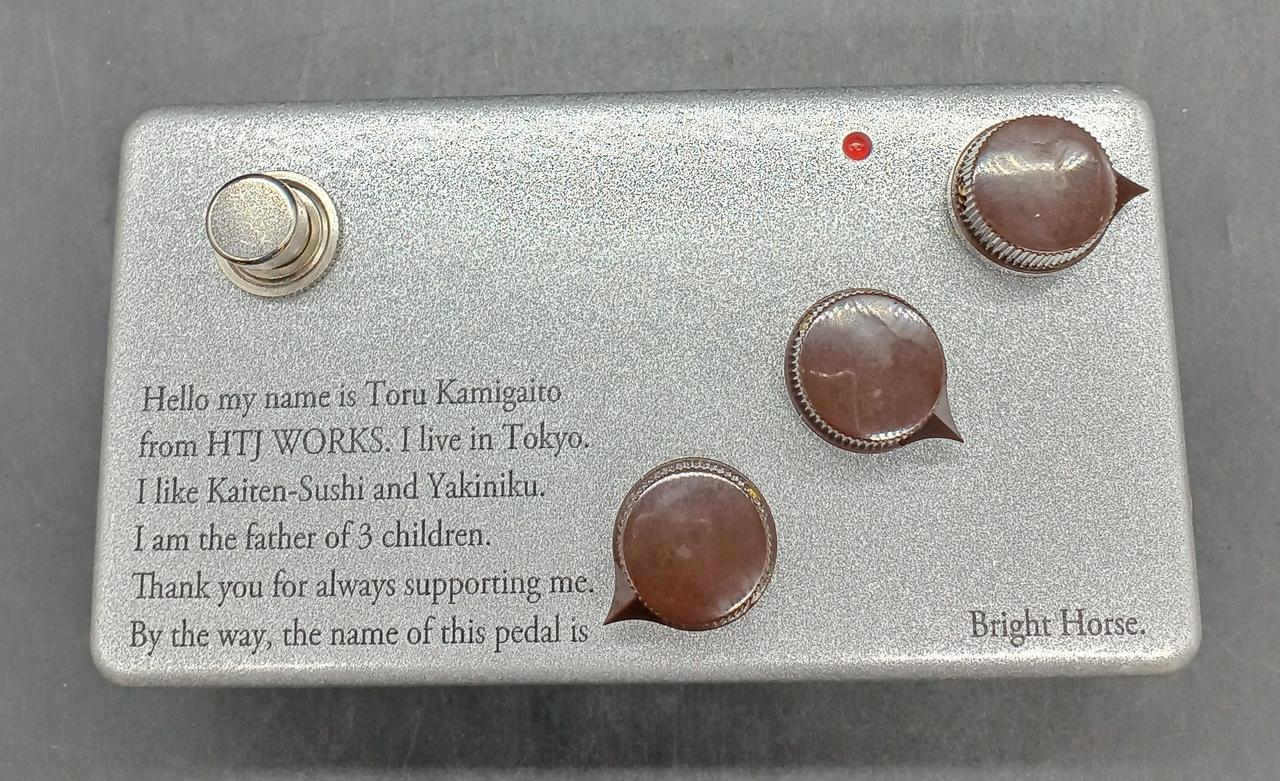 Hello my name is Toru Kamigaito
from HTJ WORKS. I live in Tokyo.
I like Kaiten-Sushi and Yakiniku.
I am the father of 3 children.
Thank you for always supporting me.
By the way, the name of this pedal is
Bright Horse.